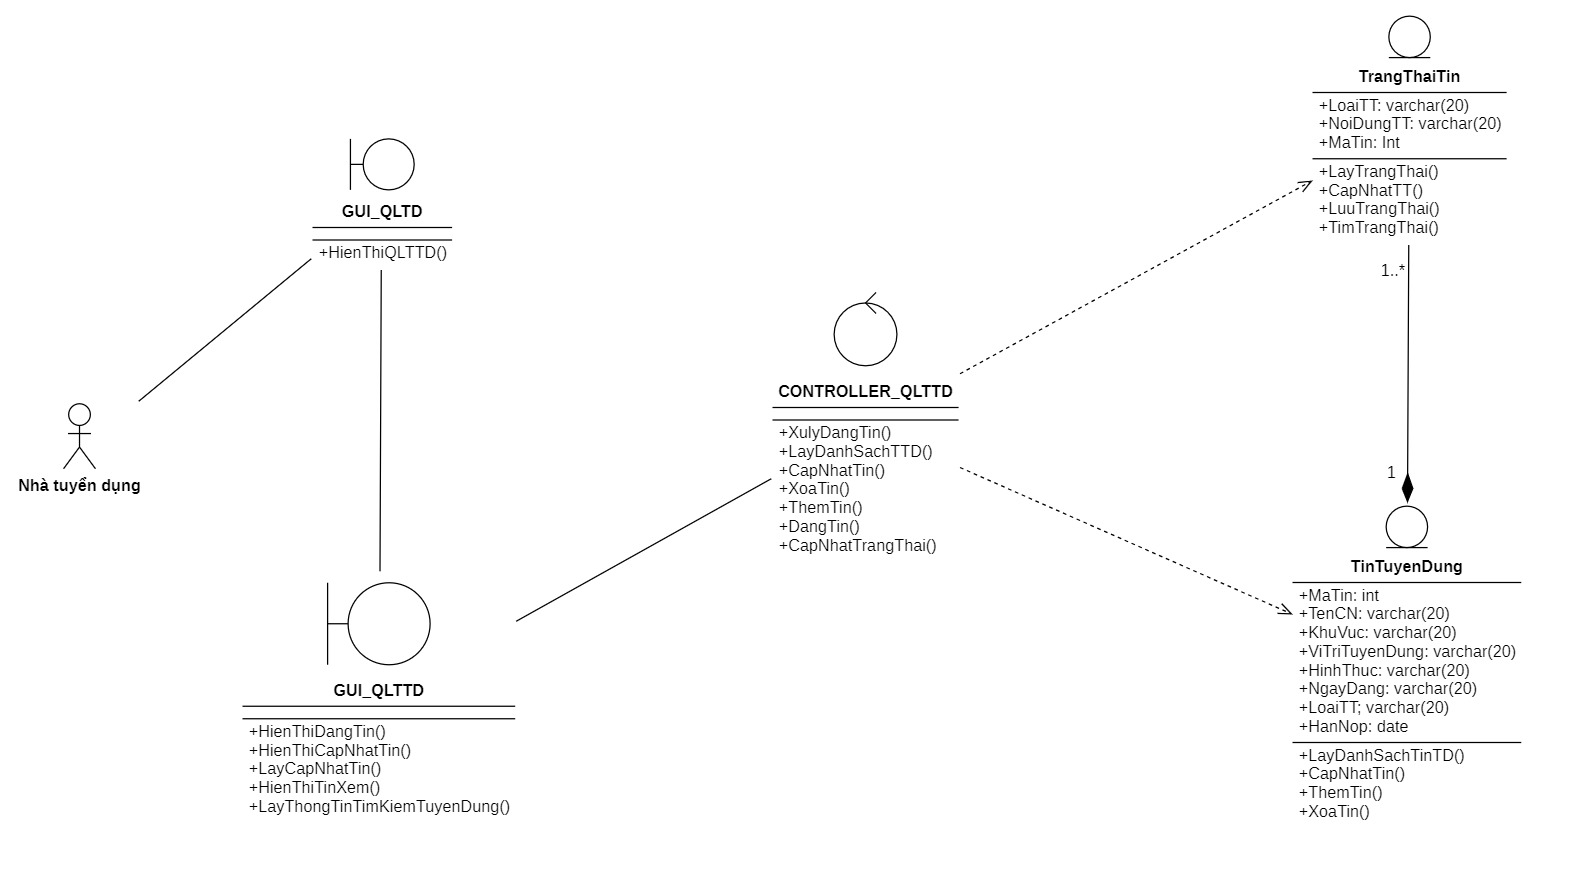 TrangThaiTin
+LoaiTT: varchar(20)
+NoiDungTT: varchar(20)
+MaTin: Int
+LayTrangThai()
+CapNhatTT()
+LuuTrangThai()
+TimTrangThai()
1..*
1
GUI_QLTD
+HienThiQLTTD()
Nhà tuyển dụng
CONTROLLER_QLTTD
+XulyDangTin()
+LayDanhSachTTD()
+CapNhatTin()
+XoaTin()
+ThemTin()
+DangTin()
+CapNhatTrangThai()
GUI_QLTTD
+HienThiDangTin()
+HienThiCapNhatTin()
+LayCapNhatTin()
+HienThiTinXem()
+LayThongTinTimKiemTuyenDung()
TinTuyenDung
+MaTin: int
+TenCN: varchar(20)
+KhuVuc: varchar(20)
+ViTriTuyenDung: varchar(20)
+HinhThuc: varchar(20)
+NgayDang: varchar(20)
+LoaiTT; varchar(20)
+HanNop: date
+LayDanhSachTinTD()
+CapNhatTin()
+ThemTin()
+XoaTin()